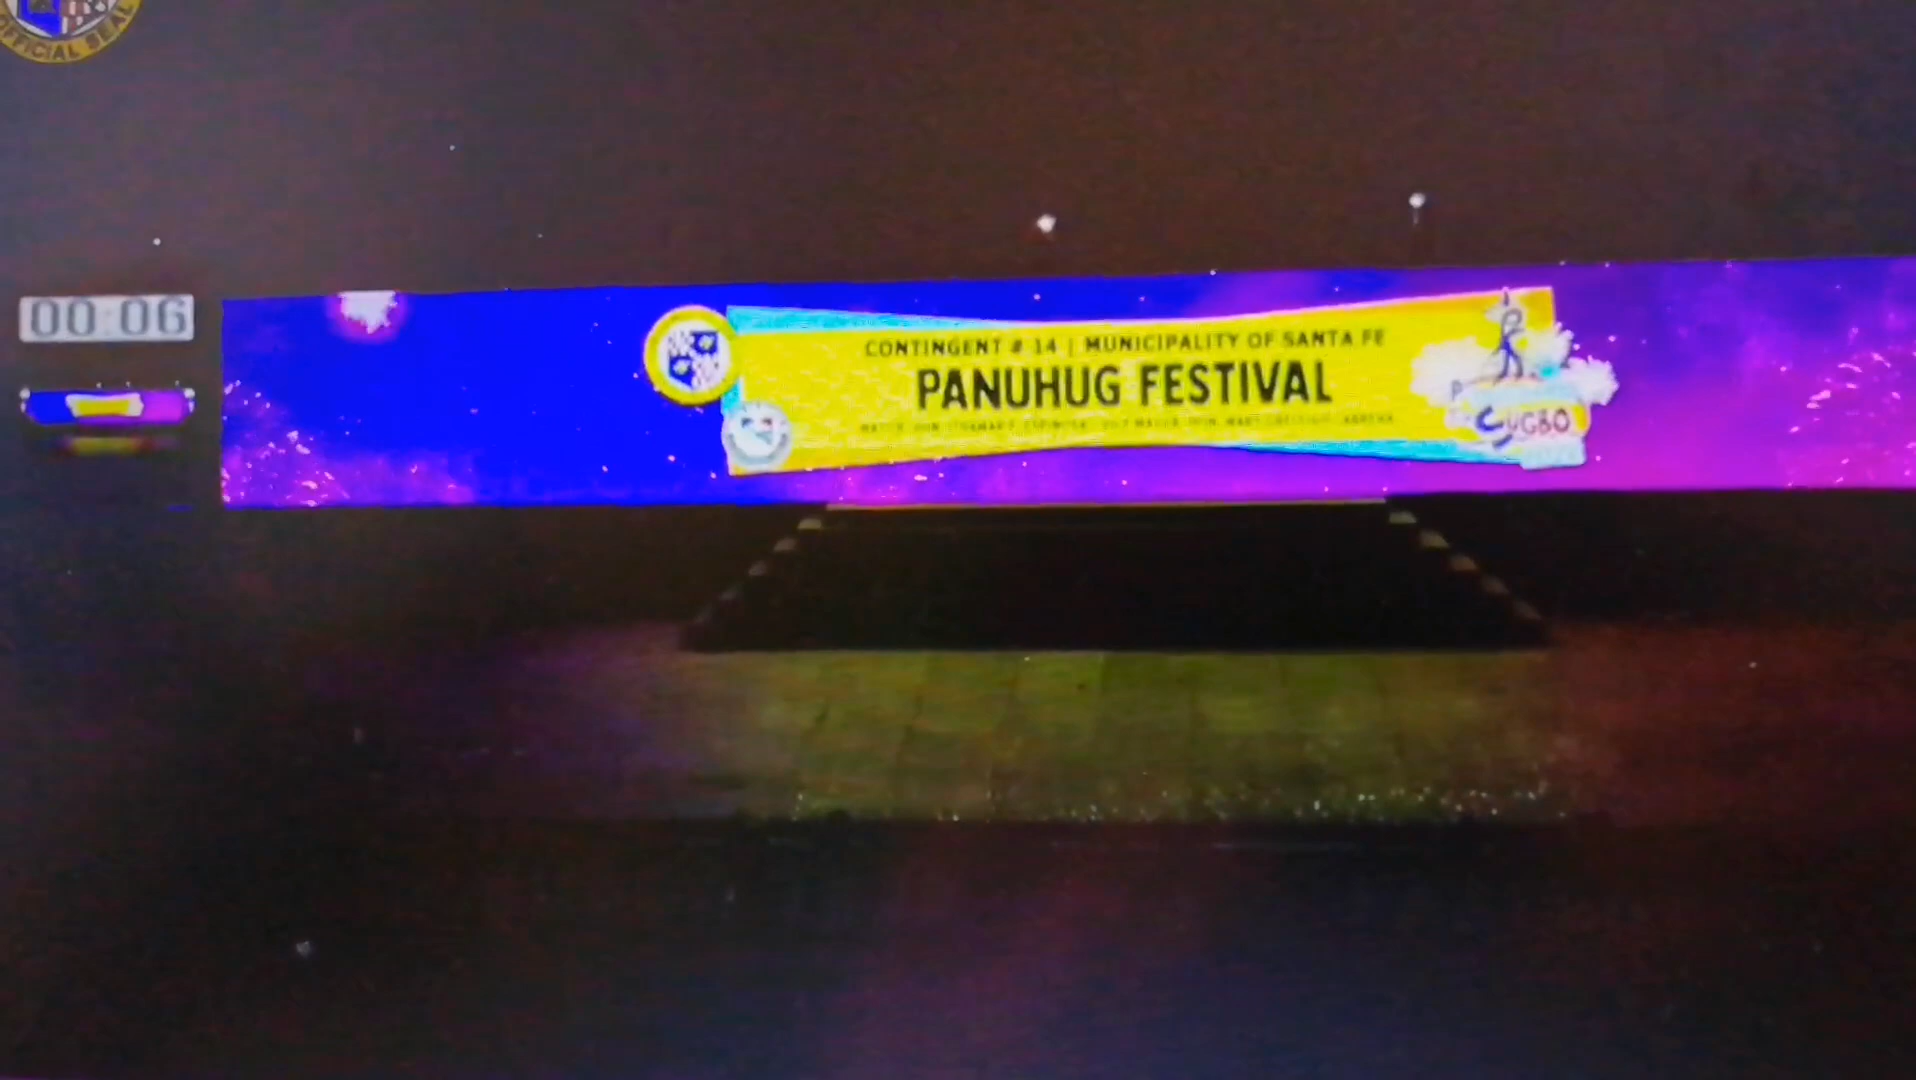 OFFICIAL SEAL
00:06
CONTINGENT # 14 | MUNICIPALITY OF SANTA FE
PANUHUG FESTIVAL
SUGBO